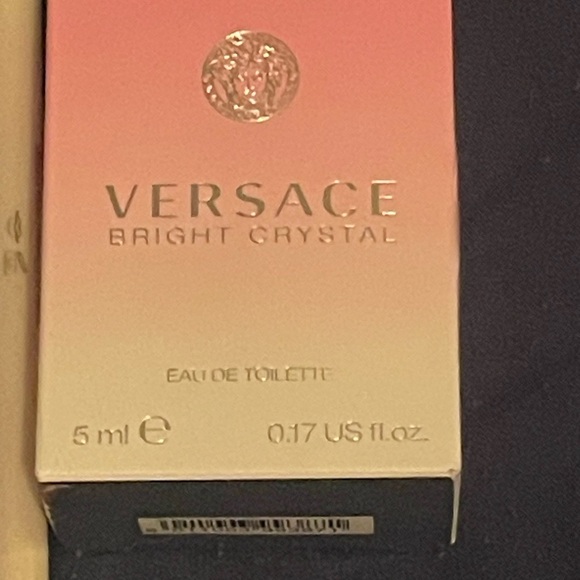 VERSACE
BRIGHT CRYSTAL
EAU DE TOILETTE
5 ml ℮
0.17 US fl.oz.